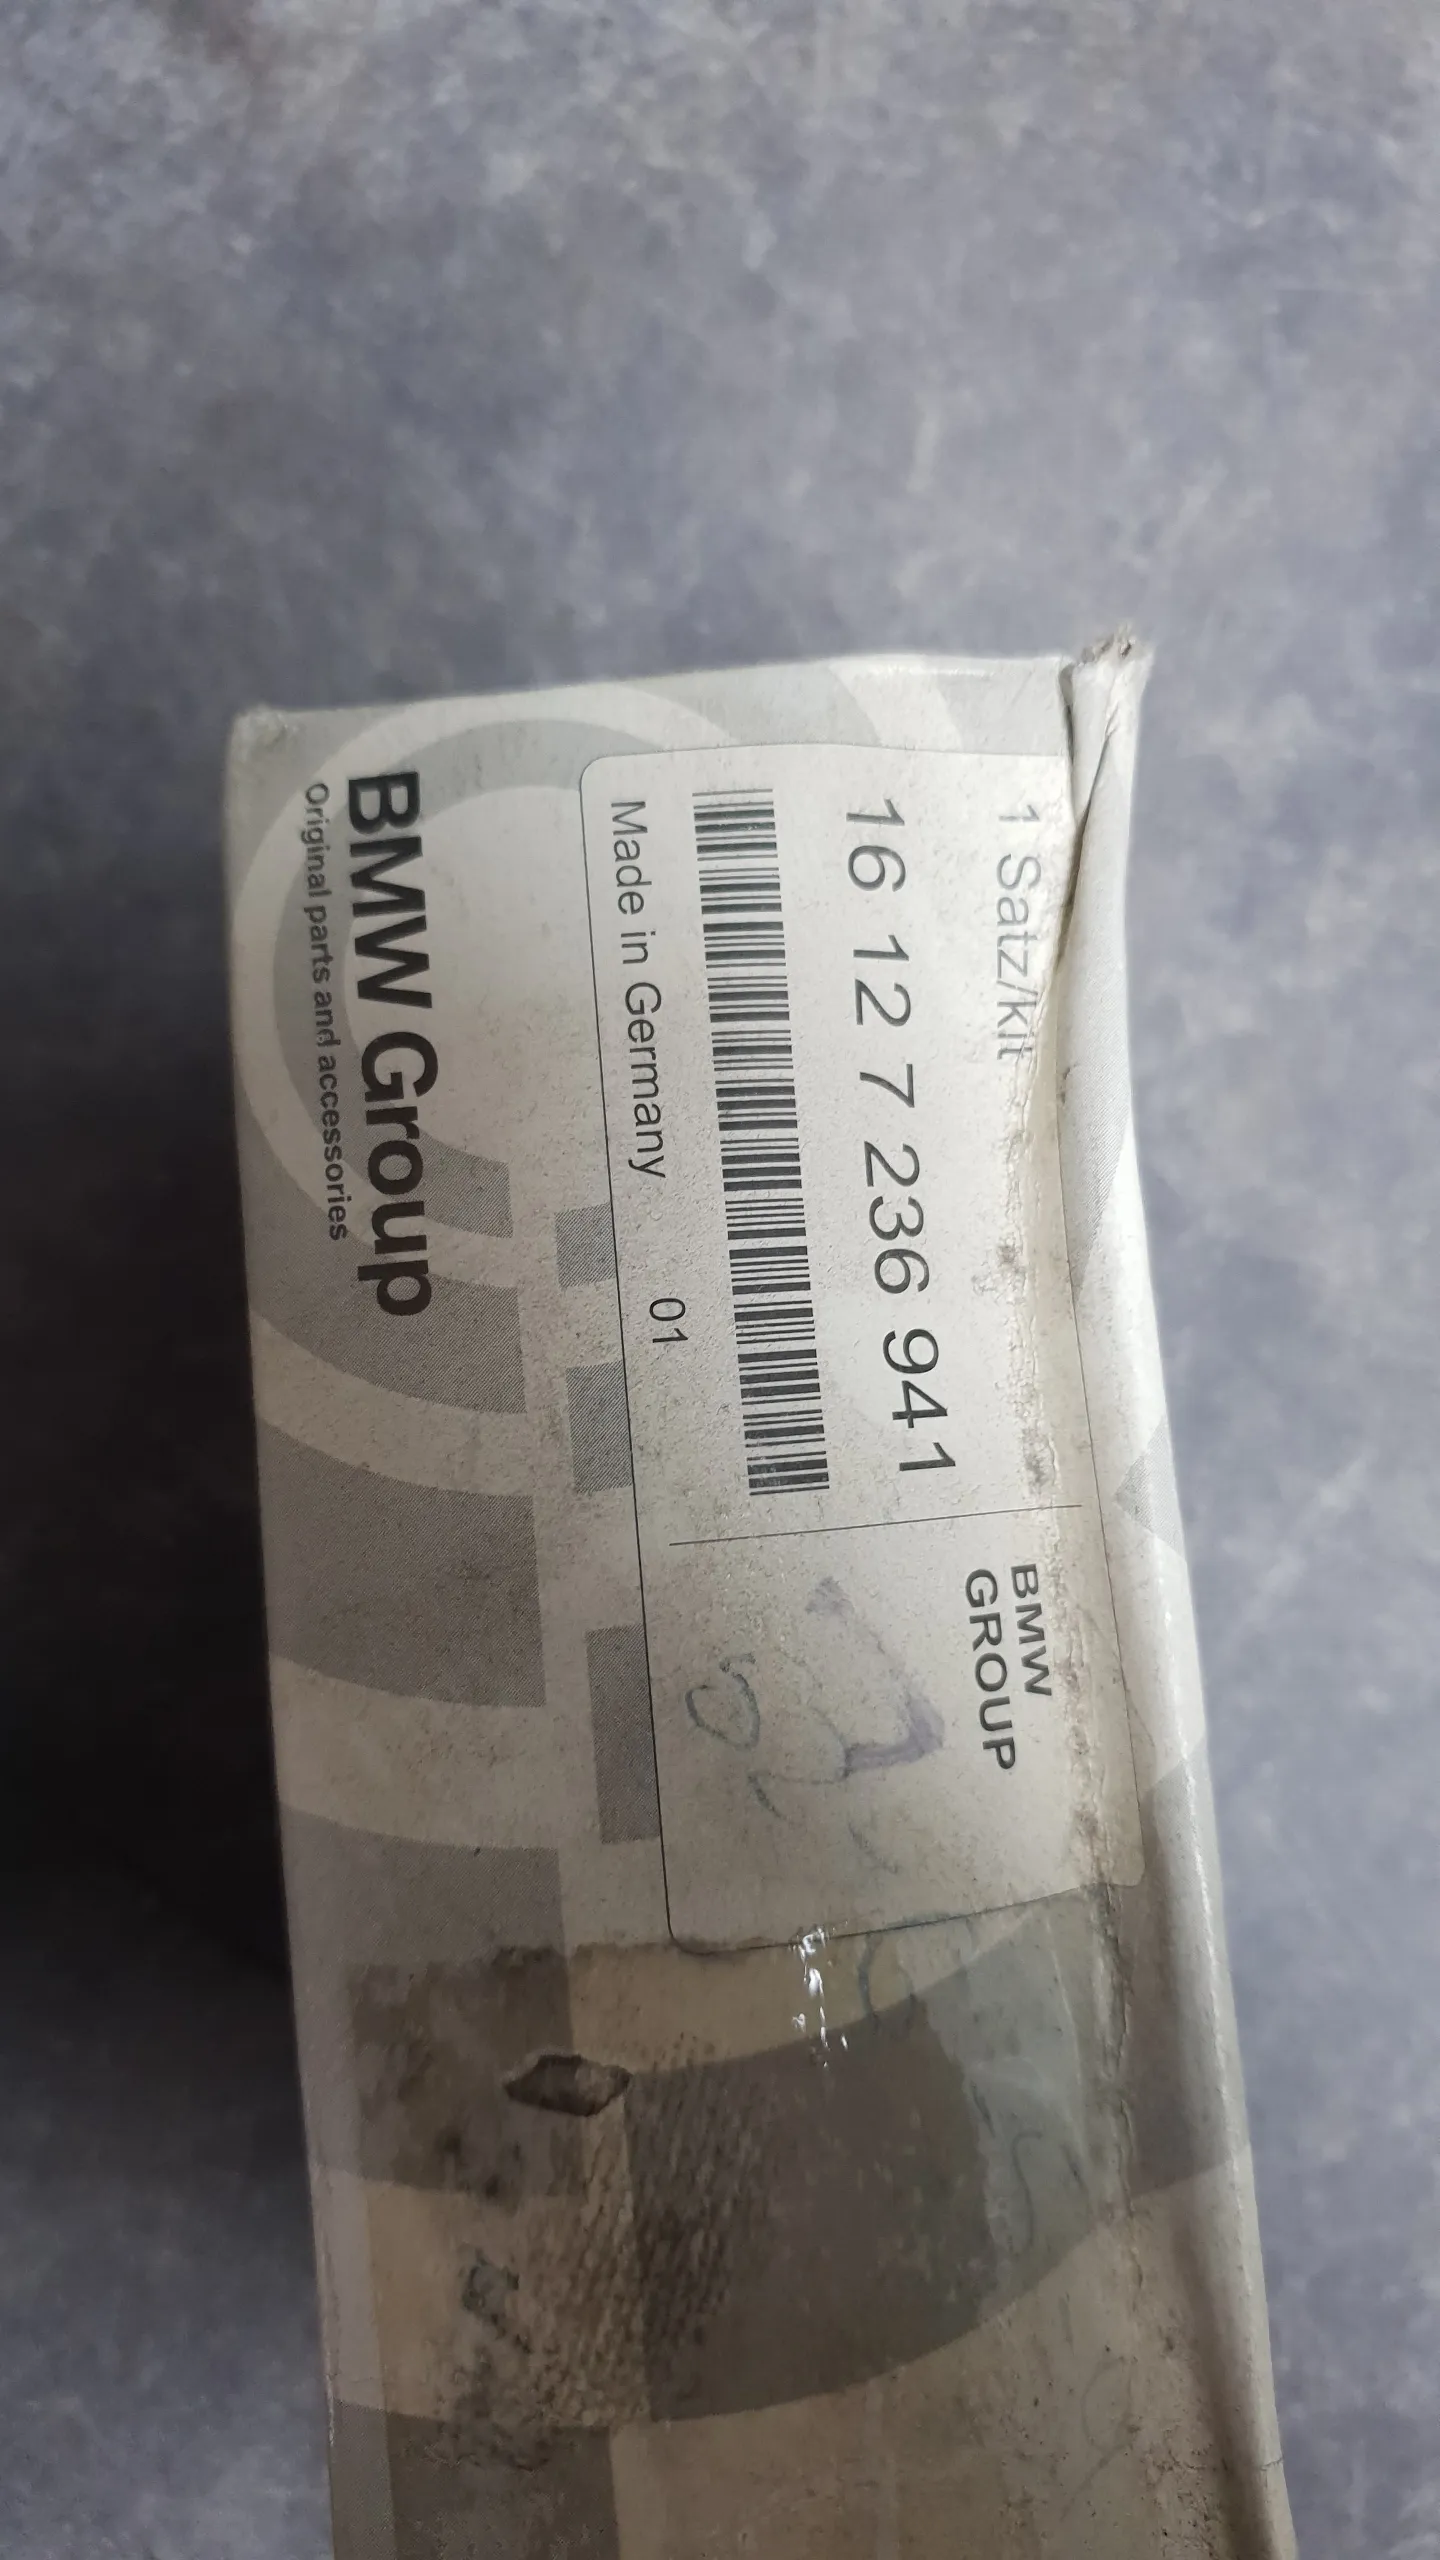 1 Satz/kit
16 12 7 236 941
Made in Germany 01
BMW
GROUP
BMW Group
Original parts and accessories